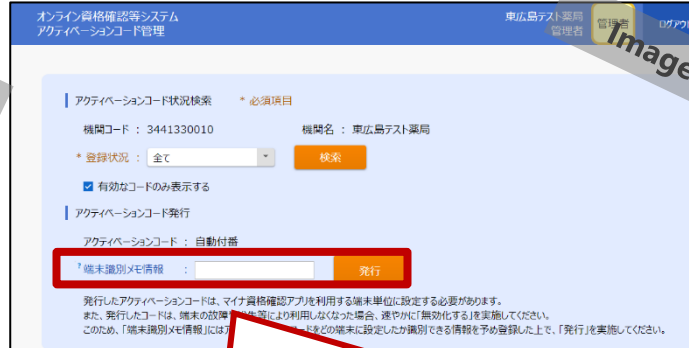 オンライン資格確認等システム
アクティベーションコード管理
東広島テスト薬局
管理者
管理者
ログアウ
Image
アクティベーションコード状況検索 * 必須項目
機関コード : 3441330010 機関名 : 東広島テスト薬局
* 登録状況 : 全て 検索
有効なコードのみ表示する
アクティベーションコード発行
アクティベーションコード : 自動付番
? 端末識別メモ情報 : 発行
発行したアクティベーションコードは、マイナ資格確認アプリを利用する端末単位に設定する必要があります。
また、発行したコードは、端末の故障 等により利用しなくなった場合、速やかに「無効化する」を実施してください。
このため、「端末識別メモ情報」には コードをどの端末に設定したか識別できる情報を予め登録した上で、「発行」を実施してください。